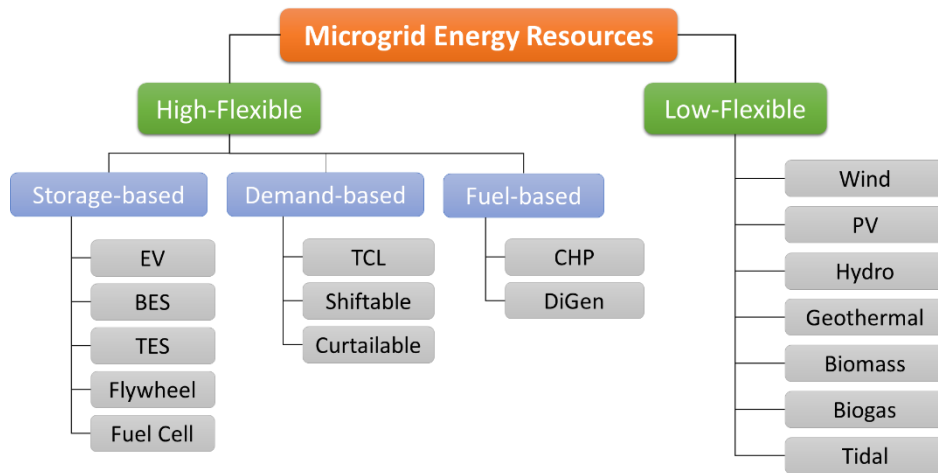 Microgrid Energy Resources
High-Flexible
Low-Flexible
Storage-based
Demand-based
Fuel-based
EV
BES
TES
Flywheel
Fuel Cell
TCL
Shiftable
Curtailable
CHP
DiGen
Wind
PV
Hydro
Geothermal
Biomass
Biogas
Tidal